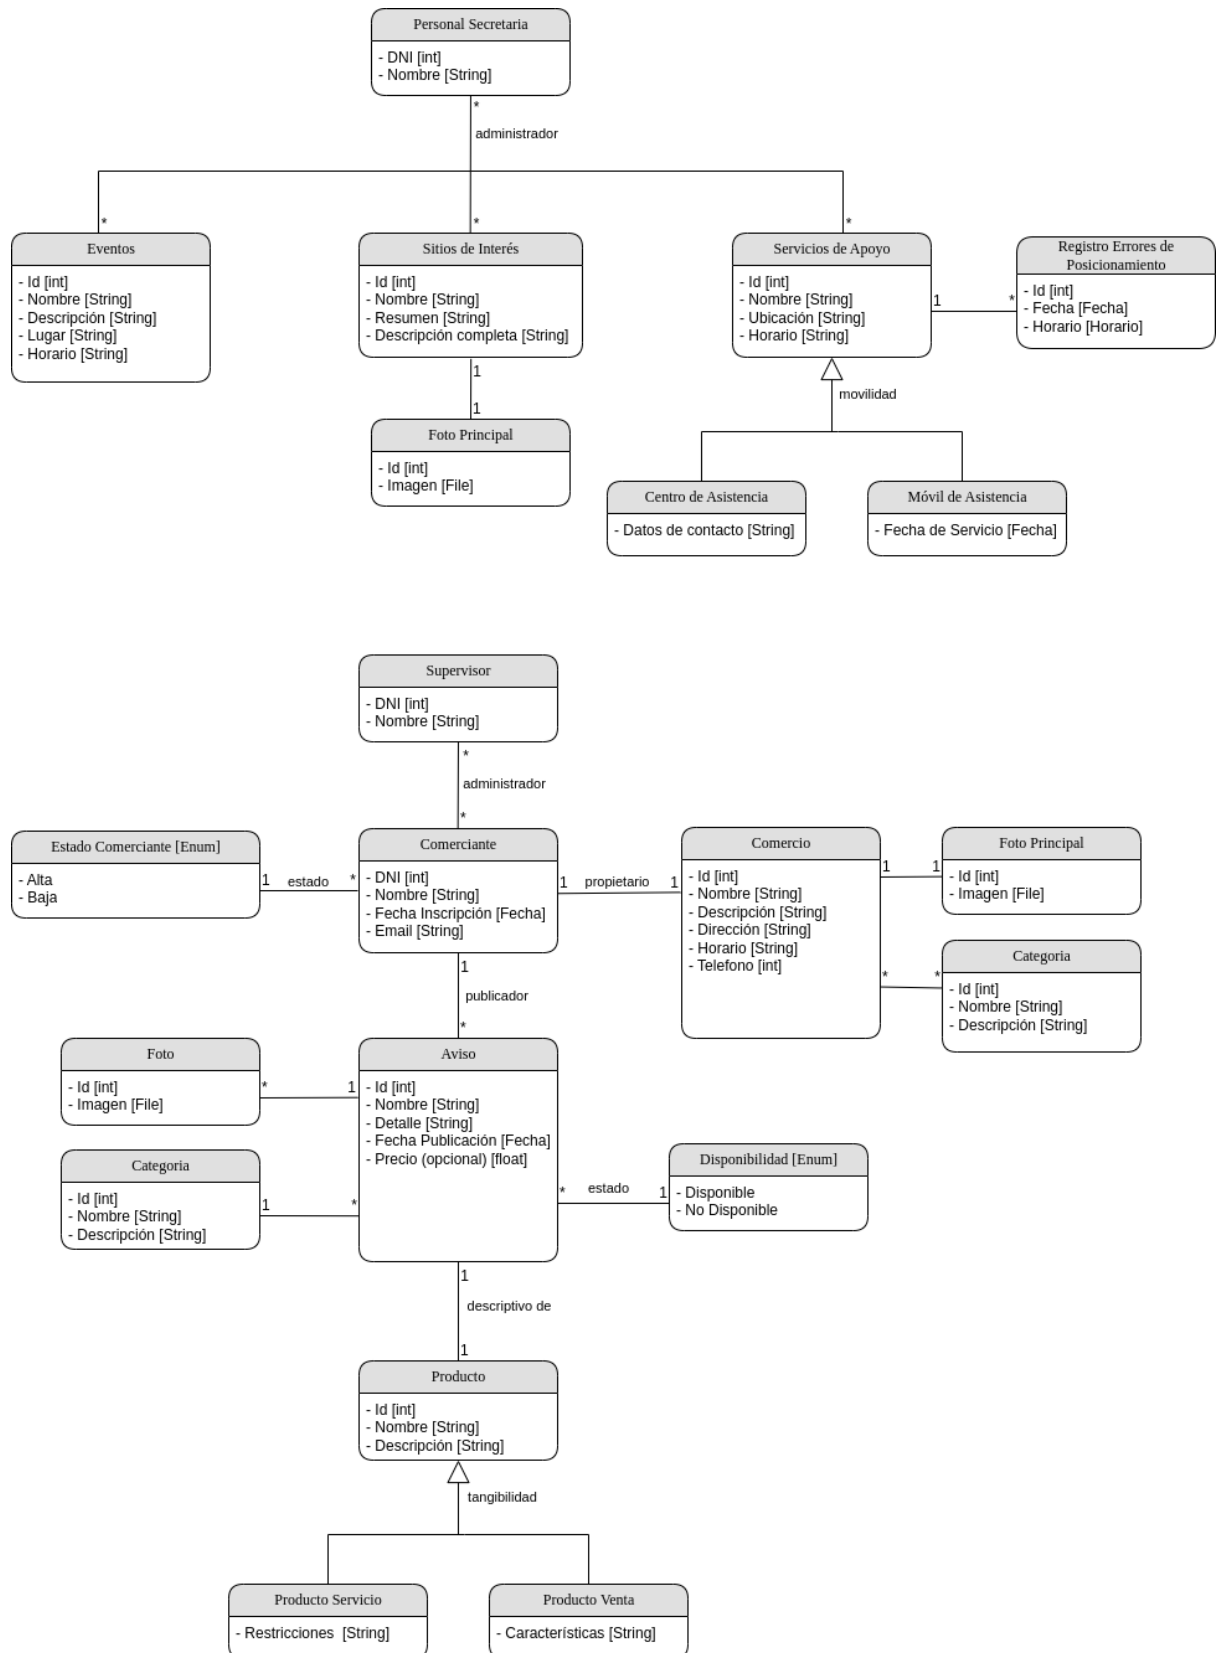 Personal Secretaria
- DNI [int]
- Nombre [String]
*
administrador
*
*
*
Eventos
- Id [int]
- Nombre [String]
- Descripción [String]
- Lugar [String]
- Horario [String]
Sitios de Interés
- Id [int]
- Nombre [String]
- Resumen [String]
- Descripción completa [String]
Servicios de Apoyo
- Id [int]
- Nombre [String]
- Ubicación [String]
- Horario [String]
1
*
Registro Errores de
Posicionamiento
- Id [int]
- Fecha [Fecha]
- Horario [Horario]
1
1
Foto Principal
- Id [int]
- Imagen [File]
movilidad
Centro de Asistencia
- Datos de contacto [String]
Móvil de Asistencia
- Fecha de Servicio [Fecha]
Supervisor
- DNI [int]
- Nombre [String]
*
administrador
*
Estado Comerciante [Enum]
- Alta
- Baja
1
estado
*
Comerciante
- DNI [int]
- Nombre [String]
- Fecha Inscripción [Fecha]
- Email [String]
1
propietario
1
Comercio
- Id [int]
- Nombre [String]
- Descripción [String]
- Dirección [String]
- Horario [String]
- Telefono [int]
1
1
Foto Principal
- Id [int]
- Imagen [File]
*
*
Categoria
- Id [int]
- Nombre [String]
- Descripción [String]
1
publicador
*
Foto
- Id [int]
- Imagen [File]
*
1
Aviso
- Id [int]
- Nombre [String]
- Detalle [String]
- Fecha Publicación [Fecha]
- Precio (opcional) [float]
Categoria
- Id [int]
- Nombre [String]
- Descripción [String]
1
*
*
estado
1
Disponibilidad [Enum]
- Disponible
- No Disponible
1
descriptivo de
1
Producto
- Id [int]
- Nombre [String]
- Descripción [String]
tangibilidad
Producto Servicio
- Restricciones [String]
Producto Venta
- Características [String]